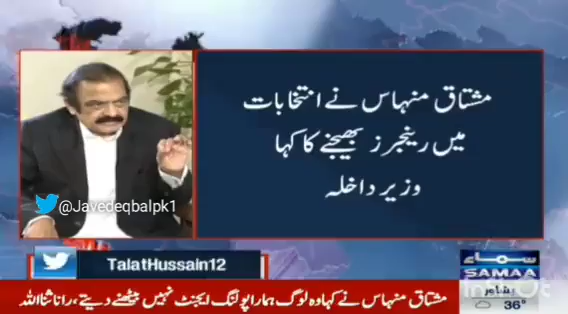 مشتاق منہاس نے انتخابات
میں رینجرز بھیجنے کا کہا
وزیر داخلہ
@Javedeqbalpk1
TalatHussain12
سماء
SAMAA
پشاور
36°
مشتاق منہاس نے کہا وہ لوگ ہمارا پولنگ ایجنٹ نہیں بیٹھنے دیتے، رانا ثنا اللہ